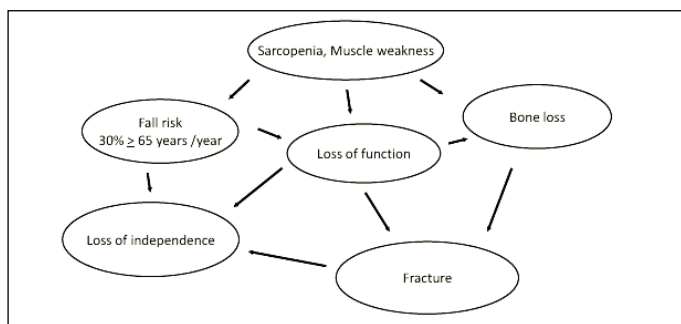 Sarcopenia, Muscle weakness
Fall risk
30% ≥ 65 years /year
Bone loss
Loss of function
Loss of independence
Fracture